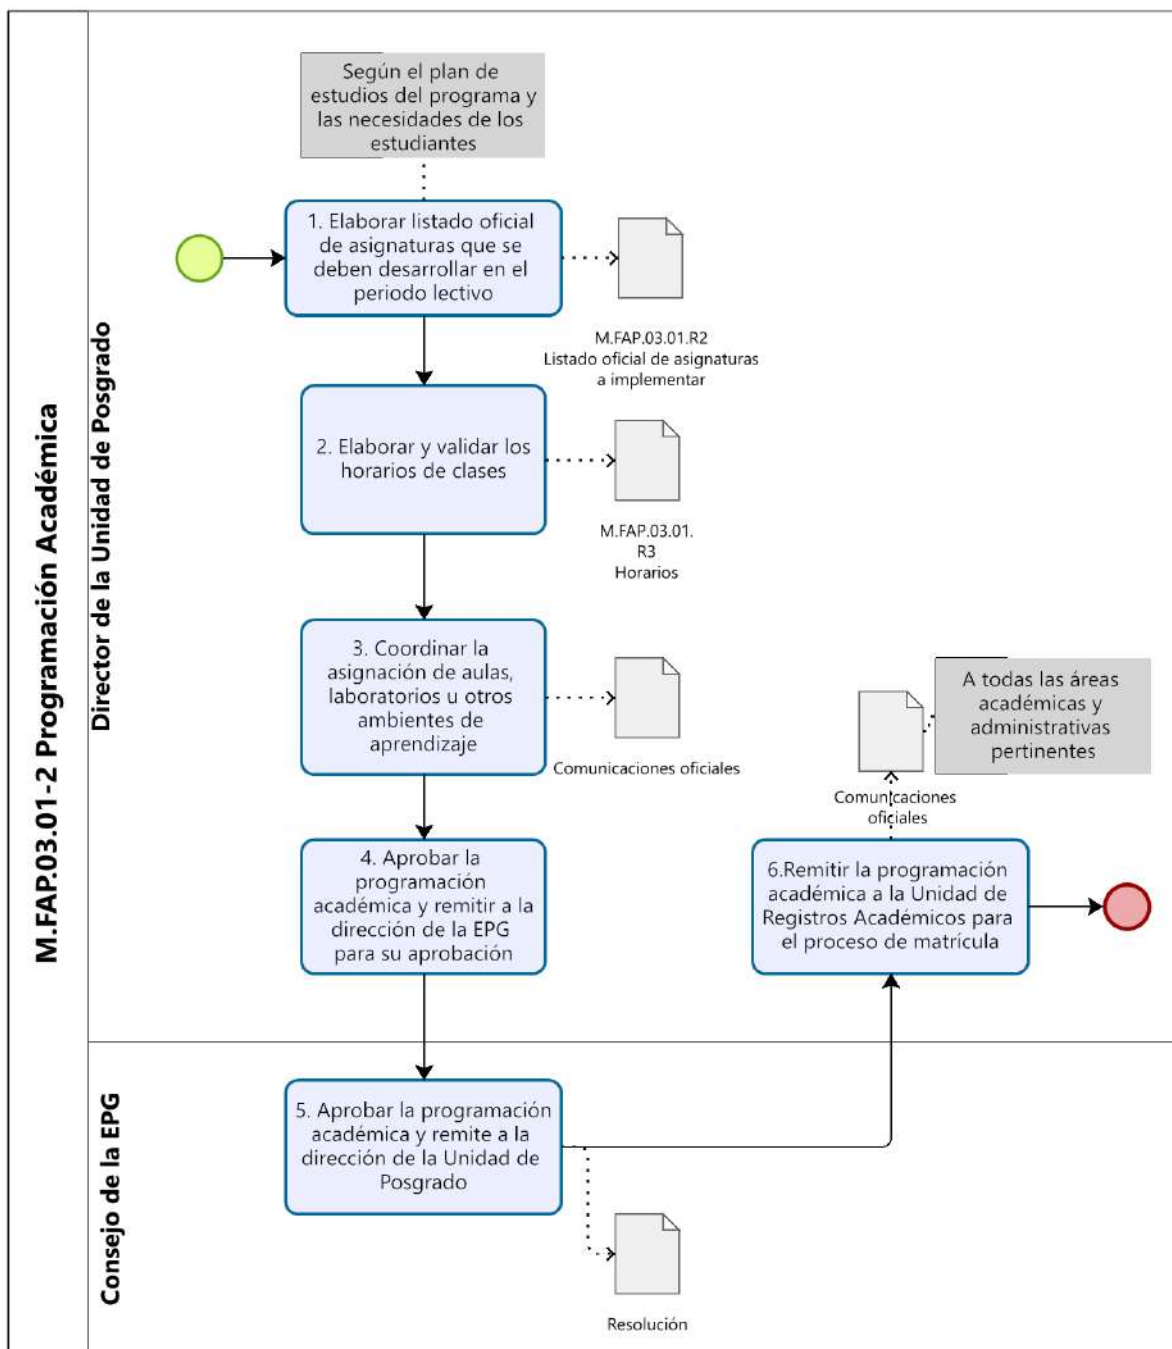 M.FAP.03.01-2 Programación Académica
Director de la Unidad de Posgrado
Según el plan de
estudios del programa y
las necesidades de los
estudiantes
1. Elaborar listado oficial
de asignaturas que se
deben desarrollar en el
periodo lectivo
M.FAP.03.01.R2
Listado oficial de asignaturas
a implementar
2. Elaborar y validar los
horarios de clases
M.FAP.03.01.
R3
Horarios
3. Coordinar la
asignación de aulas,
laboratorios u otros
ambientes de
aprendizaje
Comunicaciones oficiales
4. Aprobar la
programación
académica y remitir a la
dirección de la EPG
para su aprobación
A todas las áreas
académicas y
administrativas
pertinentes
Comunicaciones
oficiales
6.Remitir la programación
académica a la Unidad de
Registros Académicos para
el proceso de matrícula
Consejo de la EPG
5. Aprobar la programación
académica y remite a la
dirección de la Unidad de
Posgrado
Resolución